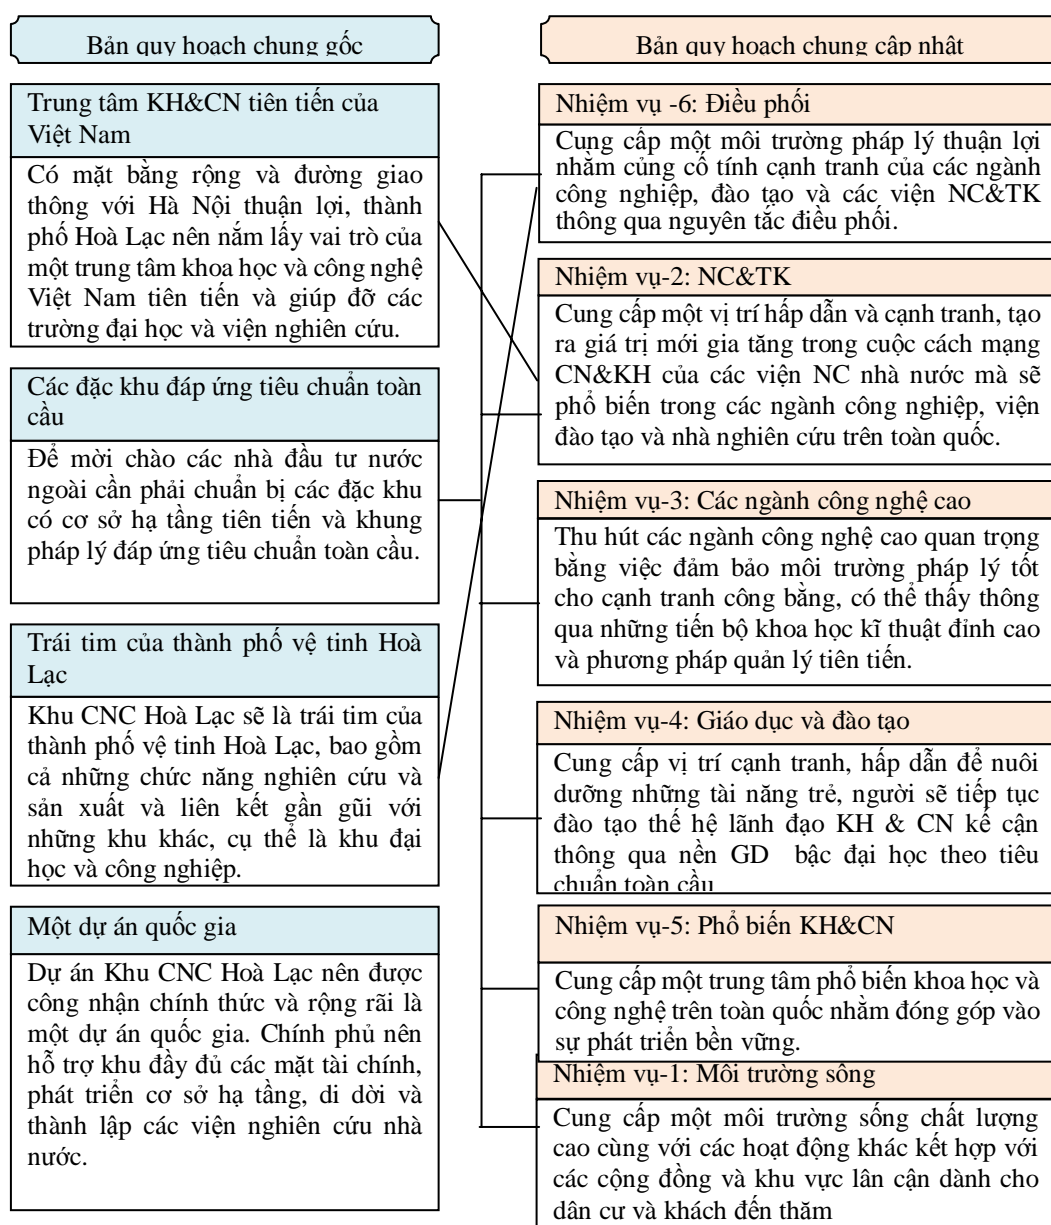 Bản quy hoạch chung gốc
Trung tâm KH&CN tiên tiến của
Việt Nam
Có mặt bằng rộng và đường giao
thông với Hà Nội thuận lợi, thành
phố Hoà Lạc nên nắm lấy vai trò của
một trung tâm khoa học và công nghệ
Việt Nam tiên tiến và giúp đỡ các
trường đại học và viện nghiên cứu.
Các đặc khu đáp ứng tiêu chuẩn toàn
cầu
Để mời chào các nhà đầu tư nước
ngoài cần phải chuẩn bị các đặc khu
có cơ sở hạ tầng tiên tiến và khung
pháp lý đáp ứng tiêu chuẩn toàn cầu.
Trái tim của thành phố vệ tinh Hoà
Lạc
Khu CNC Hoà Lạc sẽ là trái tim của
thành phố vệ tinh Hoà Lạc, bao gồm
cả những chức năng nghiên cứu và
sản xuất và liên kết gần gũi với
những khu khác, cụ thể là khu đại
học và công nghiệp.
Một dự án quốc gia
Dự án Khu CNC Hoà Lạc nên được
công nhận chính thức và rộng rãi là
một dự án quốc gia. Chính phủ nên
hỗ trợ khu đầy đủ các mặt tài chính,
phát triển cơ sở hạ tầng, di dời và
thành lập các viện nghiên cứu nhà
nước.
Bản quy hoạch chung cập nhật
Nhiệm vụ -6: Điều phối
Cung cấp một môi trường pháp lý thuận lợi
nhằm củng cố tính cạnh tranh của các ngành
công nghiệp, đào tạo và các viện NC&TK
thông qua nguyên tắc điều phối.
Nhiệm vụ-2: NC&TK
Cung cấp một vị trí hấp dẫn và cạnh tranh, tạo
ra giá trị mới gia tăng trong cuộc cách mạng
CN&KH của các viện NC nhà nước mà sẽ
phổ biến trong các ngành công nghiệp, viện
đào tạo và nhà nghiên cứu trên toàn quốc.
Nhiệm vụ-3: Các ngành công nghệ cao
Thu hút các ngành công nghệ cao quan trọng
bằng việc đảm bảo môi trường pháp lý tốt
cho cạnh tranh công bằng, có thể thấy thông
qua những tiến bộ khoa học kĩ thuật đỉnh cao
và phương pháp quản lý tiên tiến.
Nhiệm vụ-4: Giáo dục và đào tạo
Cung cấp vị trí cạnh tranh, hấp dẫn để nuôi
dưỡng những tài năng trẻ, người sẽ tiếp tục
đào tạo thế hệ lãnh đạo KH & CN kế cận
thông qua nền GD bậc đại học theo tiêu
chuẩn toàn cầu
Nhiệm vụ-5: Phổ biến KH&CN
Cung cấp một trung tâm phổ biến khoa học và
công nghệ trên toàn quốc nhằm đóng góp vào
sự phát triển bền vững.
Nhiệm vụ-1: Môi trường sống
Cung cấp một môi trường sống chất lượng
cao cùng với các hoạt động khác kết hợp với
các cộng đồng và khu vực lân cận dành cho
dân cư và khách đến thăm